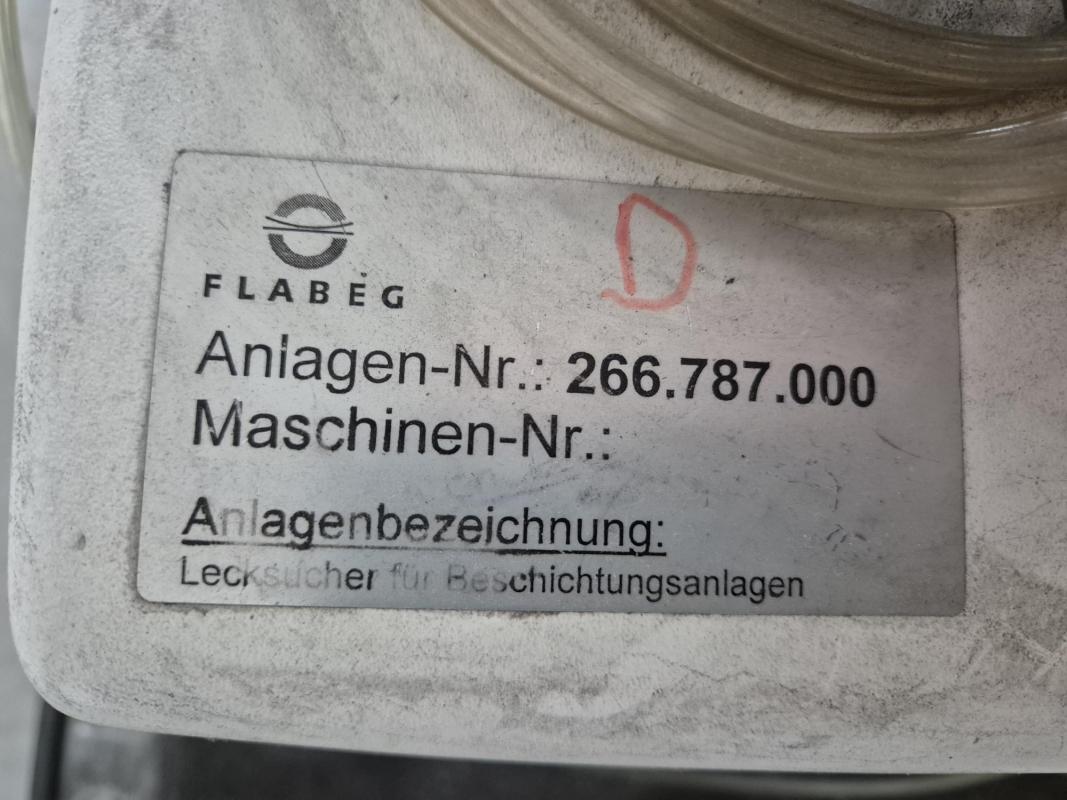 D
FLABEG
Anlagen-Nr.: 266.787.000
Maschinen-Nr.:
Anlagenbezeichnung:
Lecksucher für Beschichtungsanlagen